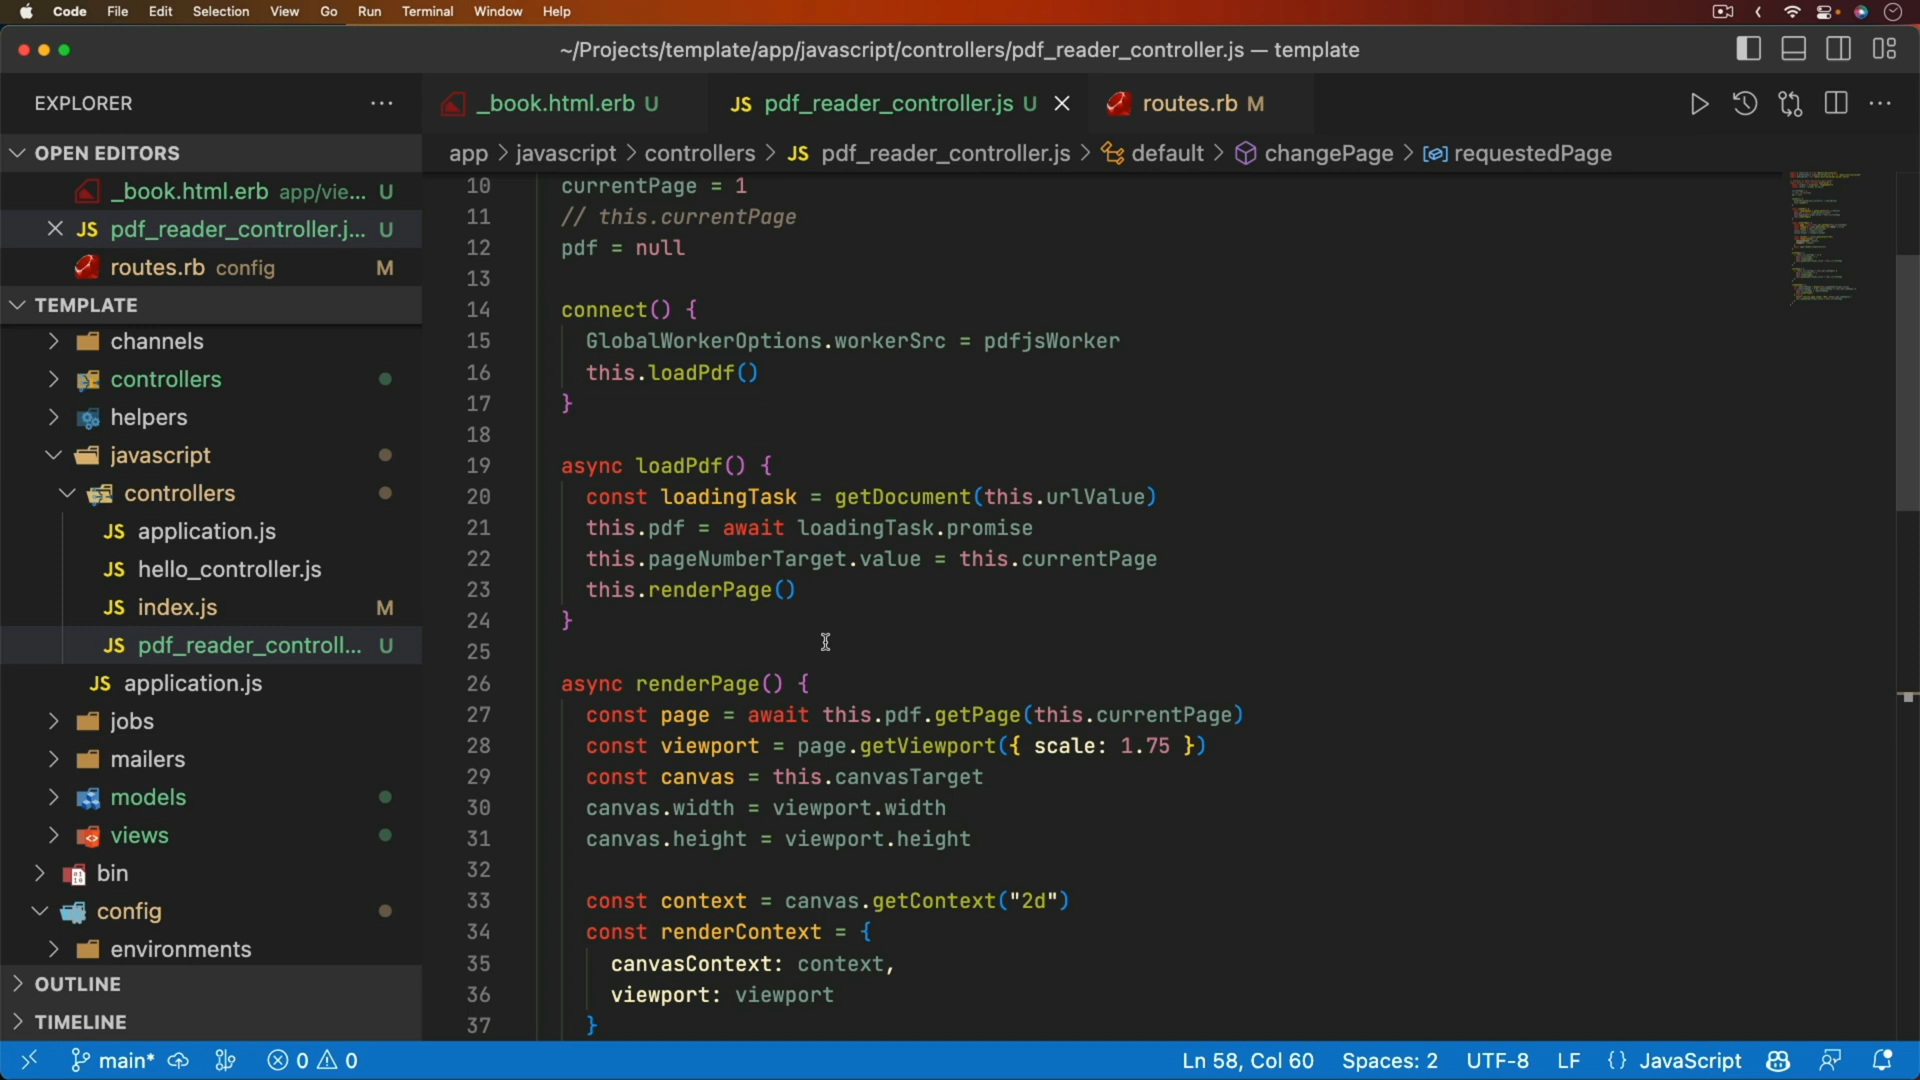 Code File Edit Selection View Go Run Terminal Window Help
~/Projects/template/app/javascript/controllers/pdf_reader_controller.js — template
EXPLORER
_book.html.erb U
JS pdf_reader_controller.js U
routes.rb M
OPEN EDITORS
app > javascript > controllers > JS pdf_reader_controller.js > default > changePage > requestedPage
_book.html.erb app/vie... U
JS pdf_reader_controller.j... U
routes.rb config M
TEMPLATE
channels
controllers
helpers
javascript
controllers
JS application.js
JS hello_controller.js
JS index.js M
JS pdf_reader_controll... U
JS application.js
jobs
mailers
models
views
bin
config
environments
OUTLINE
TIMELINE
10 currentPage = 1
11 // this.currentPage
12 pdf = null
13
14 connect() {
15 GlobalWorkerOptions.workerSrc = pdfjsWorker
16 this.loadPdf()
17 }
18
19 async loadPdf() {
20 const loadingTask = getDocument(this.urlValue)
21 this.pdf = await loadingTask.promise
22 this.pageNumberTarget.value = this.currentPage
23 this.renderPage()
24 }
25
26 async renderPage() {
27 const page = await this.pdf.getPage(this.currentPage)
28 const viewport = page.getViewport({ scale: 1.75 })
29 const canvas = this.canvasTarget
30 canvas.width = viewport.width
31 canvas.height = viewport.height
32
33 const context = canvas.getContext("2d")
34 const renderContext = {
35 canvasContext: context,
36 viewport: viewport
37 }
main* 0 0 Ln 58, Col 60 Spaces: 2 UTF-8 LF {} JavaScript